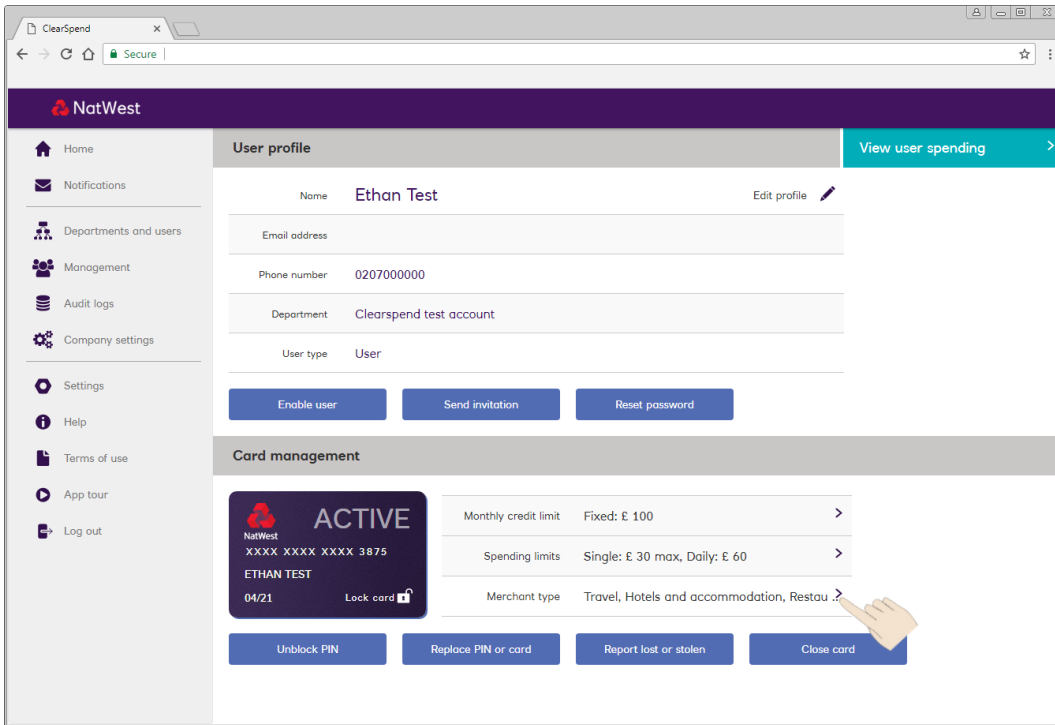 ClearSpend
Secure
NatWest
Home
Notifications
Departments and users
Management
Audit logs
Company settings
Settings
Help
Terms of use
App tour
Log out
User profile
View user spending
Name Ethan Test Edit profile
Email address
Phone number 0207000000
Department Clearspend test account
User type User
Enable user Send invitation Reset password
Card management
NatWest ACTIVE
XXXX XXXX XXXX 3875
ETHAN TEST
04/21 Lock card
Monthly credit limit Fixed: £ 100
Spending limits Single: £ 30 max, Daily: £ 60
Merchant type Travel, Hotels and accommodation, Restau ..
Unblock PIN Replace PIN or card Report lost or stolen Close card